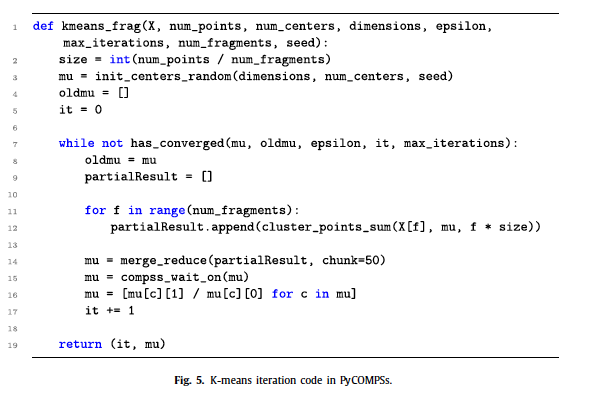 1 def kmeans_frag(X, num_points, num_centers, dimensions, epsilon,
max_iterations, num_fragments, seed):
2 size = int(num_points / num_fragments)
3 mu = init_centers_random(dimensions, num_centers, seed)
4 oldmu = []
5 it = 0
6
7 while not has_converged(mu, oldmu, epsilon, it, max_iterations):
8 oldmu = mu
9 partialResult = []
10
11 for f in range(num_fragments):
12 partialResult.append(cluster_points_sum(X[f], mu, f * size))
13
14 mu = merge_reduce(partialResult, chunk=50)
15 mu = compss_wait_on(mu)
16 mu = [mu[c][1] / mu[c][0] for c in mu]
17 it += 1
18
19 return (it, mu)
Fig. 5. K-means iteration code in PyCOMPSs.